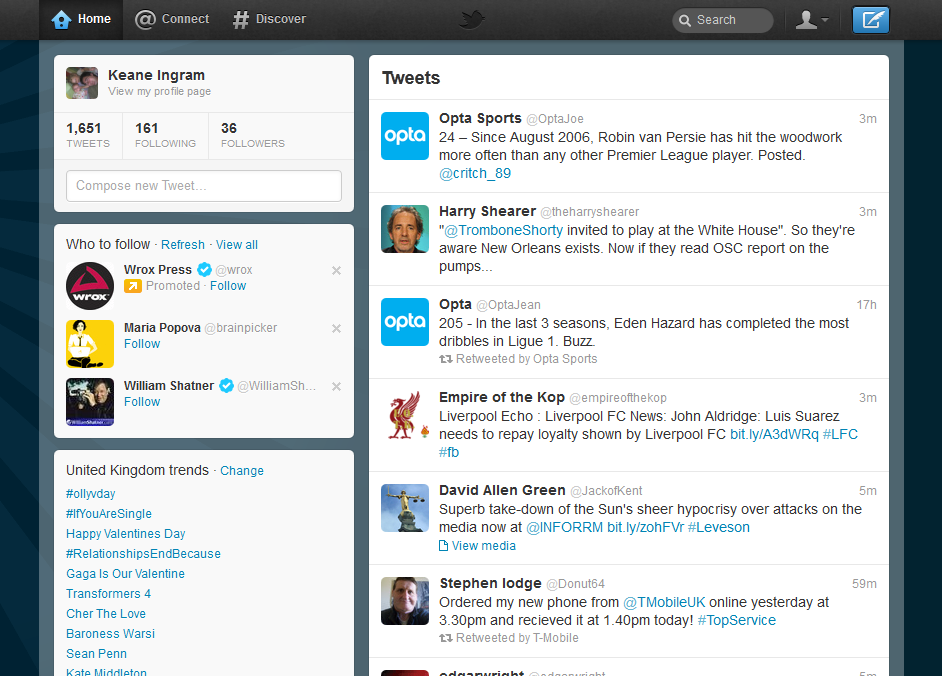 Home
Connect
Discover
Search
Keane Ingram
View my profile page
1,651
TWEETS
161
FOLLOWING
36
FOLLOWERS
Compose new Tweet...
Who to follow · Refresh · View all
wrox
Wrox Press @wrox
Promoted · Follow
Maria Popova @brainpicker
Follow
William Shatner @WilliamSh...
Follow
United Kingdom trends · Change
#ollyvday
#IfYouAreSingle
Happy Valentines Day
#RelationshipsEndBecause
Gaga Is Our Valentine
Transformers 4
Cher The Love
Baroness Warsi
Sean Penn
Kate Middleton
Tweets
opta
Opta Sports @OptaJoe 3m
24 – Since August 2006, Robin van Persie has hit the woodwork
more often than any other Premier League player. Posted.
@critch_89
Harry Shearer @theharryshearer 3m
"@TromboneShorty invited to play at the White House". So they're
aware New Orleans exists. Now if they read OSC report on the
pumps...
opta
Opta @OptaJean 17h
205 - In the last 3 seasons, Eden Hazard has completed the most
dribbles in Ligue 1. Buzz.
Retweeted by Opta Sports
Empire of the Kop @empireofthekop 3m
Liverpool Echo : Liverpool FC News: John Aldridge: Luis Suarez
needs to repay loyalty shown by Liverpool FC bit.ly/A3dWRq #LFC
#fb
David Allen Green @JackofKent 5m
Superb take-down of the Sun's sheer hypocrisy over attacks on the
media now at @INFORRM bit.ly/zohFVr #Leveson
View media
Stephen lodge @Donut64 59m
Ordered my new phone from @TMobileUK online yesterday at
3.30pm and recieved it at 1.40pm today! #TopService
Retweeted by T-Mobile
edgarwright @edgarwright 5m